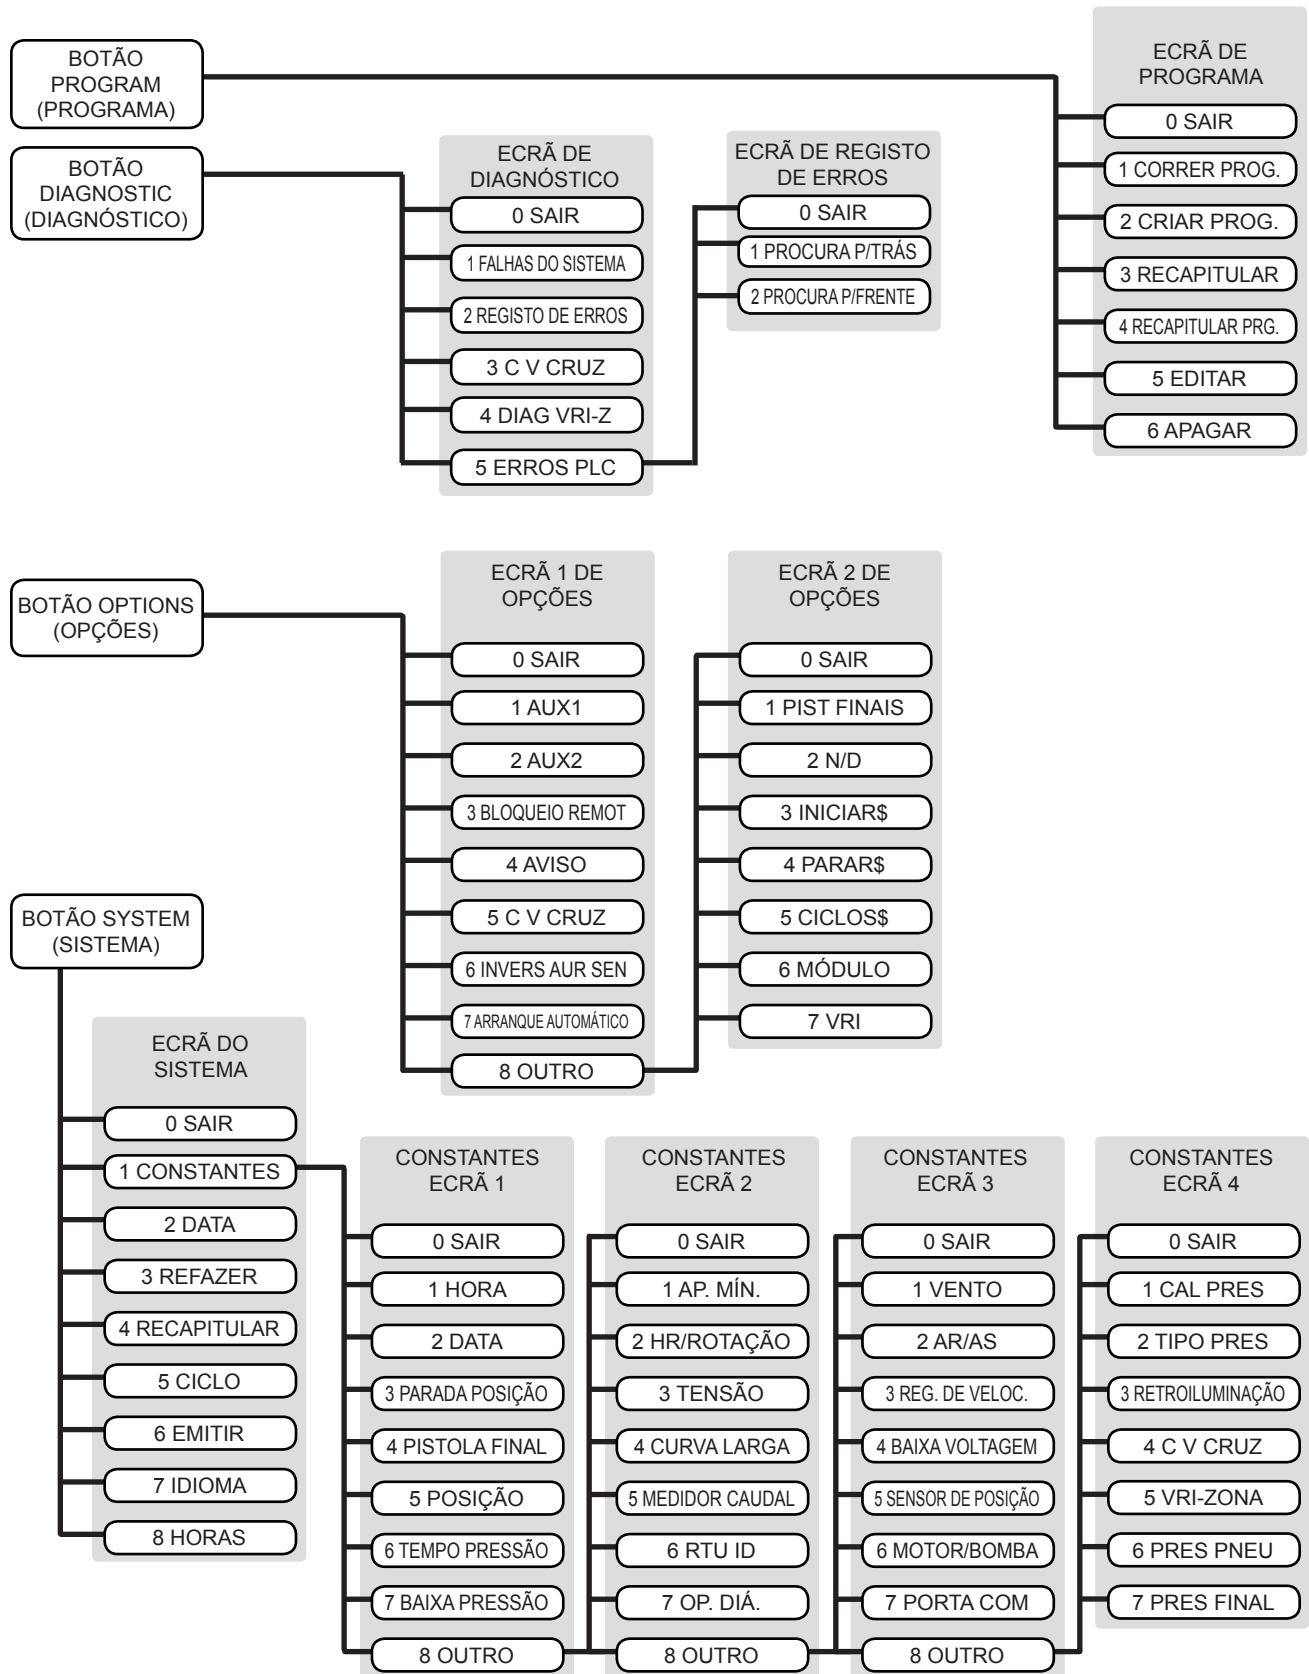 BOTÃO
PROGRAM
(PROGRAMA)
ECRÃ DE
PROGRAMA
0 SAIR
1 CORRER PROG.
2 CRIAR PROG.
3 RECAPITULAR
4 RECAPITULAR PRG.
5 EDITAR
6 APAGAR
BOTÃO
DIAGNOSTIC
(DIAGNÓSTICO)
ECRÃ DE
DIAGNÓSTICO
0 SAIR
1 FALHAS DO SISTEMA
2 REGISTO DE ERROS
3 C V CRUZ
4 DIAG VRI-Z
5 ERROS PLC
ECRÃ DE REGISTO
DE ERROS
0 SAIR
1 PROCURA P/TRÁS
2 PROCURA P/FRENTE
BOTÃO OPTIONS
(OPÇÕES)
ECRÃ 1 DE
OPÇÕES
0 SAIR
1 AUX1
2 AUX2
3 BLOQUEIO REMOT
4 AVISO
5 C V CRUZ
6 INVERS AUR SEN
7 ARRANQUE AUTOMÁTICO
8 OUTRO
ECRÃ 2 DE
OPÇÕES
0 SAIR
1 PIST FINAIS
2 N/D
3 INICIAR$
4 PARAR$
5 CICLOS$
6 MÓDULO
7 VRI
BOTÃO SYSTEM
(SISTEMA)
ECRÃ DO
SISTEMA
0 SAIR
1 CONSTANTES
2 DATA
3 REFAZER
4 RECAPITULAR
5 CICLO
6 EMITIR
7 IDIOMA
8 HORAS
CONSTANTES
ECRÃ 1
0 SAIR
1 HORA
2 DATA
3 PARADA POSIÇÃO
4 PISTOLA FINAL
5 POSIÇÃO
6 TEMPO PRESSÃO
7 BAIXA PRESSÃO
8 OUTRO
CONSTANTES
ECRÃ 2
0 SAIR
1 AP. MÍN.
2 HR/ROTAÇÃO
3 TENSÃO
4 CURVA LARGA
5 MEDIDOR CAUDAL
6 RTU ID
7 OP. DIÁ.
8 OUTRO
CONSTANTES
ECRÃ 3
0 SAIR
1 VENTO
2 AR/AS
3 REG. DE VELOC.
4 BAIXA VOLTAGEM
5 SENSOR DE POSIÇÃO
6 MOTOR/BOMBA
7 PORTA COM
8 OUTRO
CONSTANTES
ECRÃ 4
0 SAIR
1 CAL PRES
2 TIPO PRES
3 RETROILUMINAÇÃO
4 C V CRUZ
5 VRI-ZONA
6 PRES PNEU
7 PRES FINAL